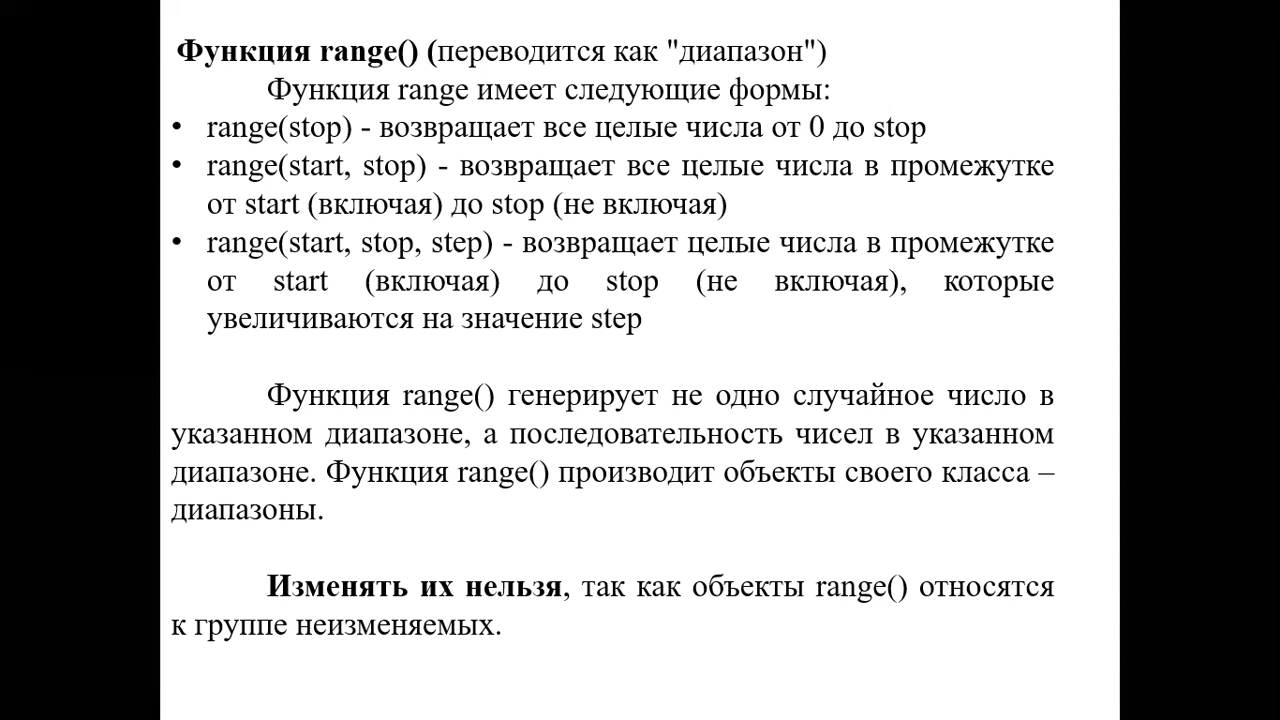 Функция range() (переводится как "диапазон")
Функция range имеет следующие формы:
• range(stop) - возвращает все целые числа от 0 до stop
• range(start, stop) - возвращает все целые числа в промежутке
от start (включая) до stop (не включая)
• range(start, stop, step) - возвращает целые числа в промежутке
от start (включая) до stop (не включая), которые
увеличиваются на значение step
Функция range() генерирует не одно случайное число в
указанном диапазоне, а последовательность чисел в указанном
диапазоне. Функция range() производит объекты своего класса –
диапазоны.
Изменять их нельзя, так как объекты range() относятся
к группе неизменяемых.